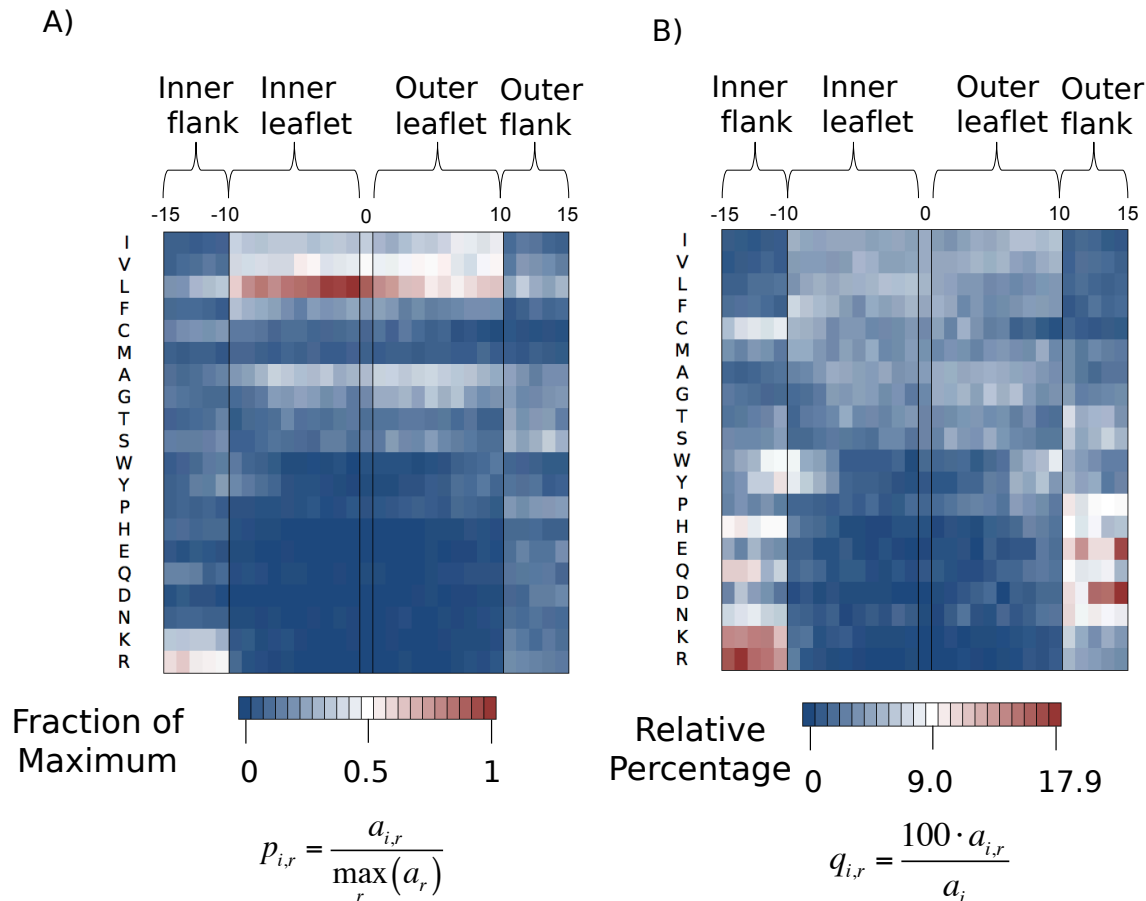 A)
B)
Inner flank
Inner leaflet
Outer leaflet
Outer flank
Inner flank
Inner leaflet
Outer leaflet
Outer flank
-15 -10 0 10 15
-15 -10 0 10 15
I
V
L
F
C
M
A
G
T
S
W
Y
P
H
E
Q
D
N
K
R
I
V
L
F
C
M
A
G
T
S
W
Y
P
H
E
Q
D
N
K
R
Fraction of
Maximum
0 0.5 1
Relative
Percentage
0 9.0 17.9
p_{i,r} = a_{i,r} / max_r (a_r)
q_{i,r} = 100 · a_{i,r} / a_i